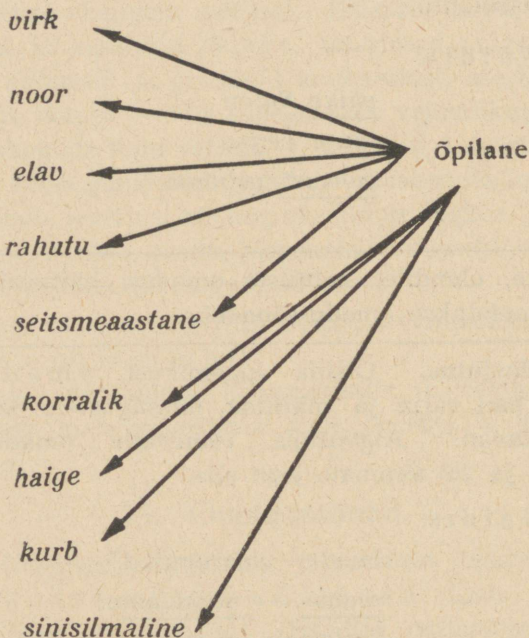 virk
noor
õpilane
elav
rahutu
seitsmeaastane
korralik
haige
kurb
sinisilmaline